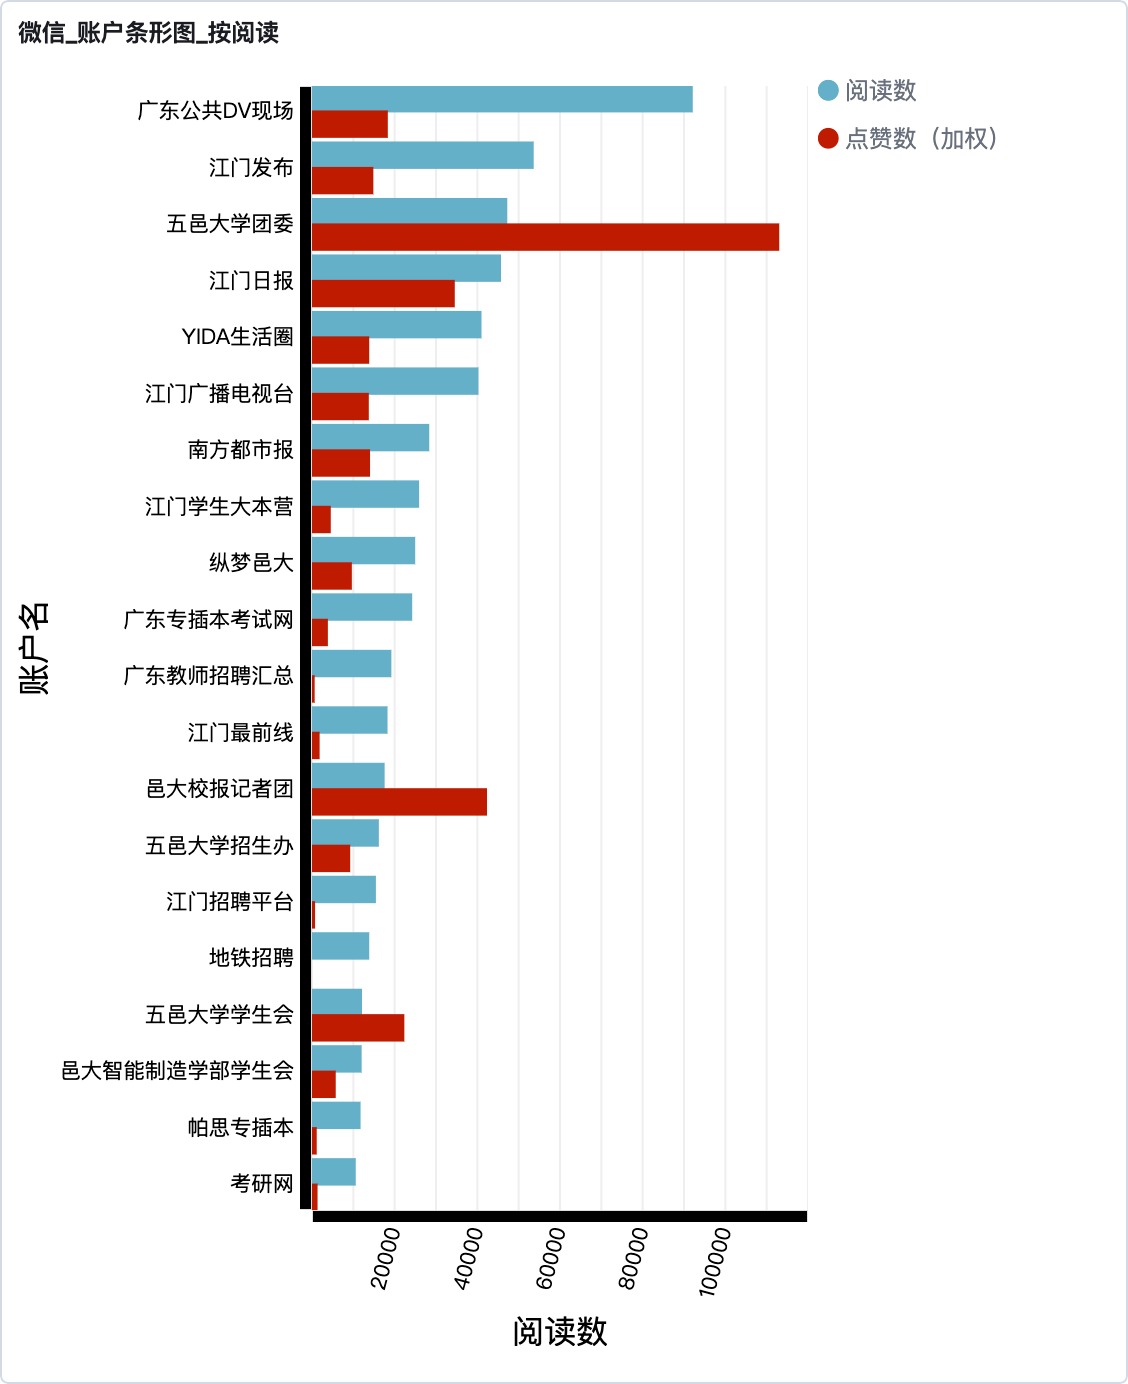 微信_账户条形图_按阅读
阅读数
点赞数（加权）
广东公共DV现场
江门发布
五邑大学团委
江门日报
YIDA生活圈
江门广播电视台
南方都市报
江门学生大本营
纵梦邑大
广东专插本考试网
广东教师招聘汇总
江门最前线
邑大校报记者团
五邑大学招生办
江门招聘平台
地铁招聘
五邑大学学生会
邑大智能制造学部学生会
帕思专插本
考研网
账户名
20000
40000
60000
80000
100000
阅读数